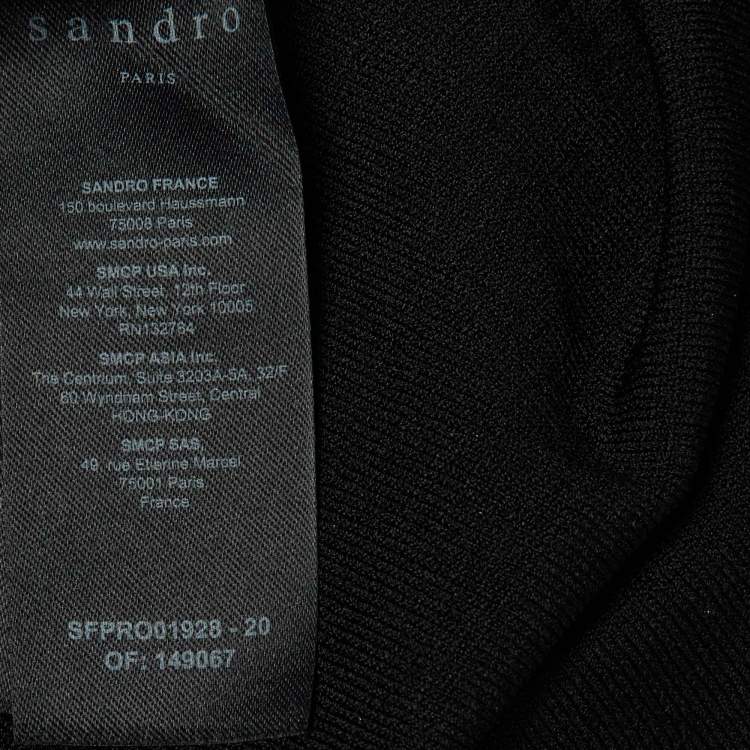 sandro
PARIS
SANDRO FRANCE
150 boulevard Haussmann
75008 Paris
www.sandro-paris.com
SMCP USA Inc.
44 Wall Street, 12th Floor
New York, New York 10005
RN132784
SMCP ASIA Inc.
The Centrium, Suite 3203A-5A, 32/F
60 Wyndham Street, Central
HONG-KONG
SMCP SAS,
49, rue Etienne Marcel
75001 Paris
France
SFPRO01928 - 20
OF: 149067